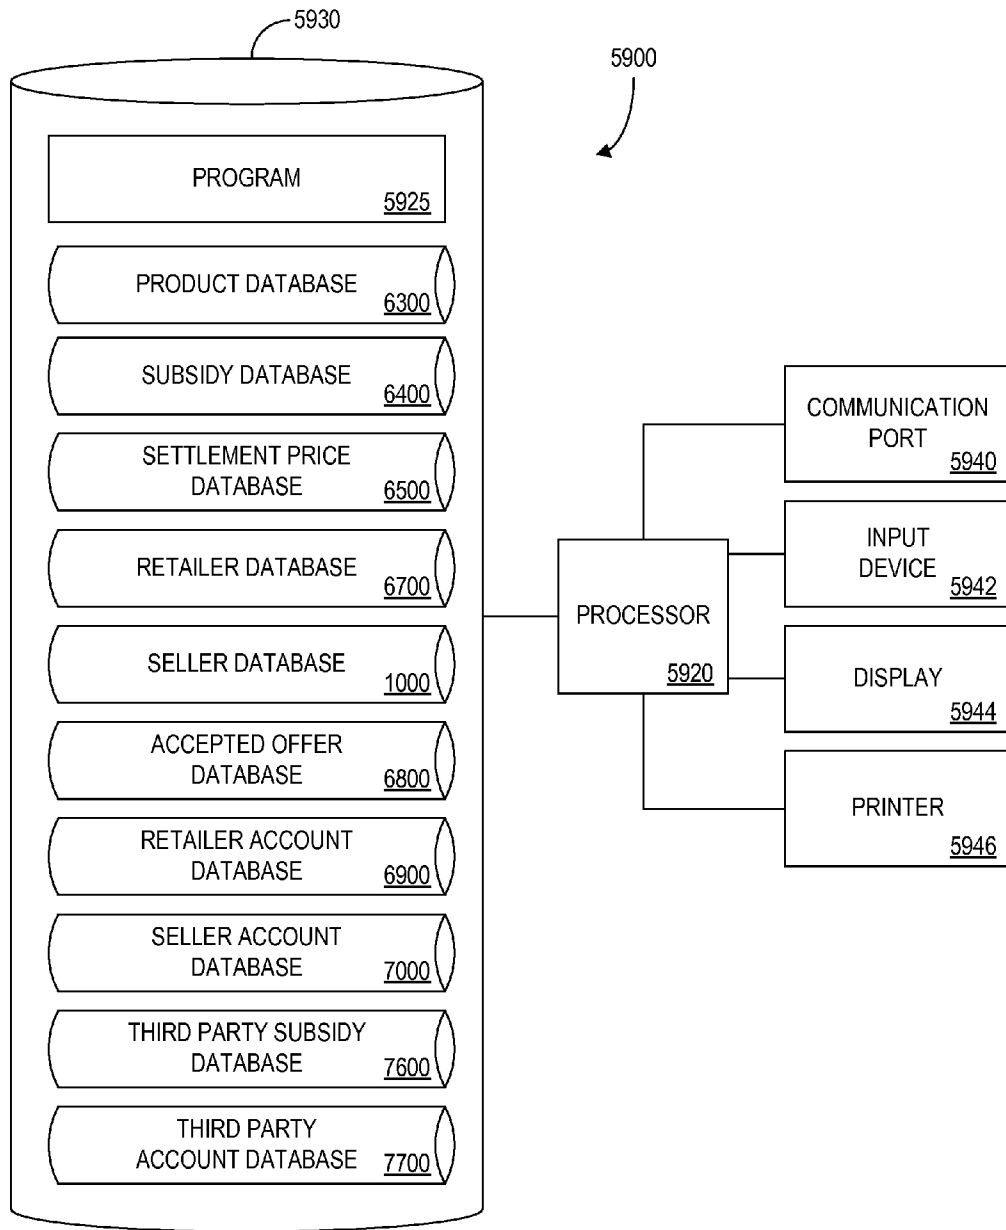 5930
5900
PROGRAM
5925
PRODUCT DATABASE
6300
SUBSIDY DATABASE
6400
SETTLEMENT PRICE
DATABASE
6500
RETAILER DATABASE
6700
SELLER DATABASE
1000
ACCEPTED OFFER
DATABASE
6800
RETAILER ACCOUNT
DATABASE
6900
SELLER ACCOUNT
DATABASE
7000
THIRD PARTY SUBSIDY
DATABASE
7600
THIRD PARTY
ACCOUNT DATABASE
7700
PROCESSOR
5920
COMMUNICATION
PORT
5940
INPUT
DEVICE
5942
DISPLAY
5944
PRINTER
5946